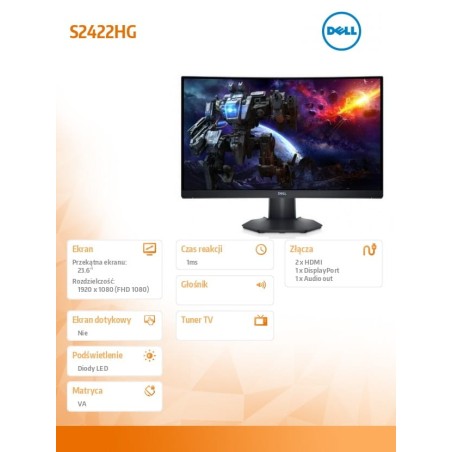 S2422HG
DELL
DELL
Ekran
Przekątna ekranu:
23.6"
Rozdzielczość:
1920 x 1080(FHD 1080)
Ekran dotykowy
Nie
Podświetlenie
Diody LED
Matryca
VA
Czas reakcji
1ms
Głośnik
Tuner TV
Złącza
2 x HDMI
1 x DisplayPort
1 x Audio out